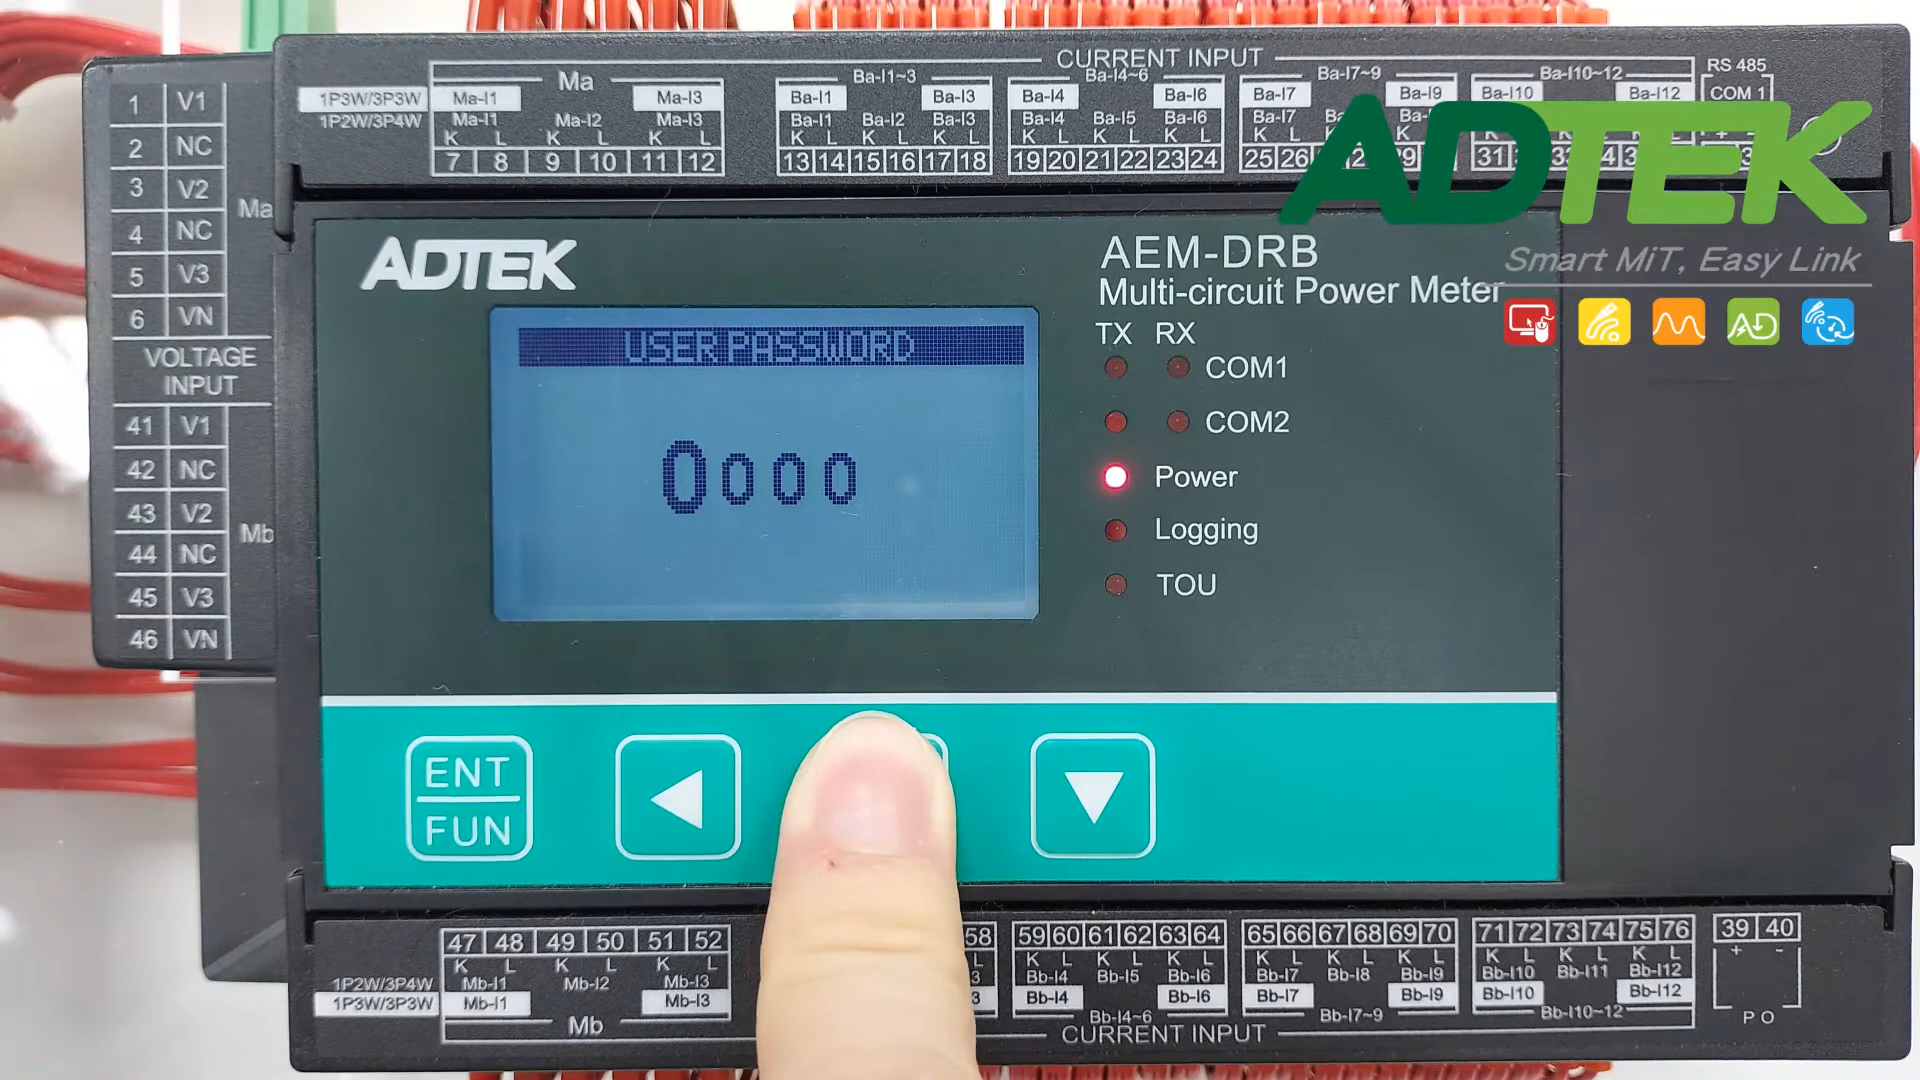 CURRENT INPUT
RS 485
COM 1
Ma
Ba-I1~3
Ba-I4~6
Ba-I7~9
Ba-I10~12
1P3W/3P3W
Ma-I1
Ma-I3
Ba-I1
Ba-I3
Ba-I4
Ba-I6
Ba-I7
Ba-I9
Ba-I10
Ba-I12
1P2W/3P4W
Ma-I1
Ma-I2
Ma-I3
Ba-I1
Ba-I2
Ba-I3
Ba-I4
Ba-I5
Ba-I6
Ba-I7
K L K L K L
K L K L K L
K L K L K L
K L
7 8 9 10 11 12
13 14 15 16 17 18
19 20 21 22 23 24
25 26
31
ADTEK
Smart MiT, Easy Link
1 V1
2 NC
3 V2
4 NC
5 V3
6 VN
Ma
VOLTAGE
INPUT
41 V1
42 NC
43 V2
44 NC
45 V3
46 VN
Mb
ADTEK
AEM-DRB
Multi-circuit Power Meter
TX RX
COM1
COM2
Power
Logging
TOU
USER PASSWORD
0000
ENT
FUN
47 48 49 50 51 52
58
59 60 61 62 63 64
65 66 67 68 69 70
71 72 73 74 75 76
39 40
K L K L K L
L
K L K L K L
K L K L K L
K L K L K L
+ -
1P2W/3P4W
Mb-I1
Mb-I2
Mb-I3
Bb-I4
Bb-I5
Bb-I6
Bb-I7
Bb-I8
Bb-I9
Bb-I10
Bb-I11
Bb-I12
1P3W/3P3W
Mb-I1
Mb-I3
Bb-I4
Bb-I6
Bb-I7
Bb-I9
Bb-I10
Bb-I12
Mb
Bb-I4~6
Bb-I7~9
Bb-I10~12
P O
CURRENT INPUT